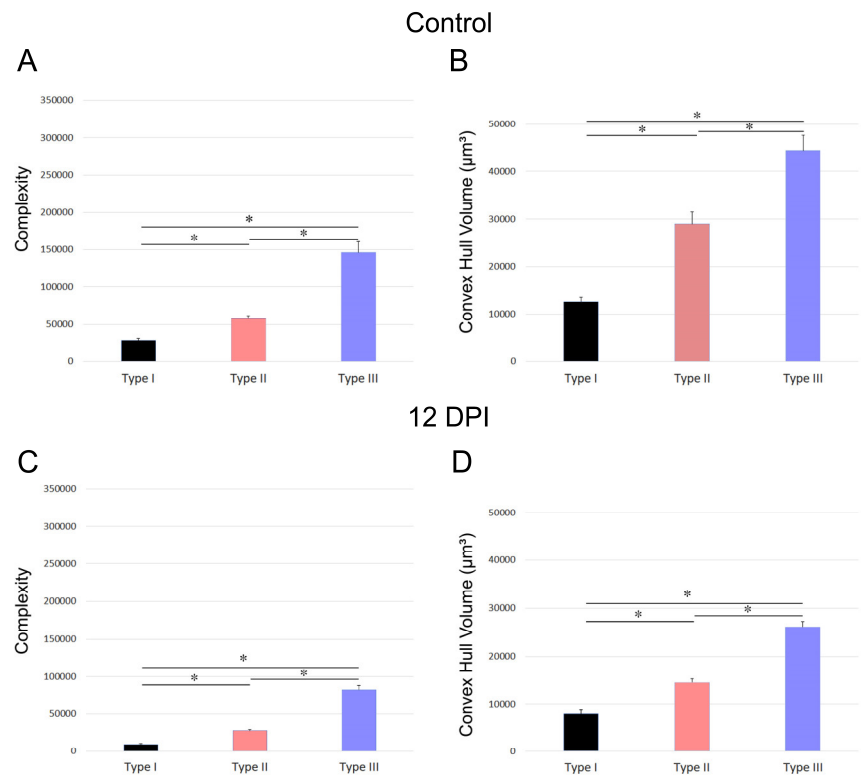 Control
A
B
Complexity
350000
300000
250000
200000
150000
100000
50000
0
*
*
*
Type I
Type II
Type III
Convex Hull Volume (µm³)
50000
40000
30000
20000
10000
0
*
*
*
Type I
Type II
Type III
12 DPI
C
D
Complexity
350000
300000
250000
200000
150000
100000
50000
0
*
*
*
Type I
Type II
Type III
Convex Hull Volume (µm³)
50000
40000
30000
20000
10000
0
*
*
*
Type I
Type II
Type III